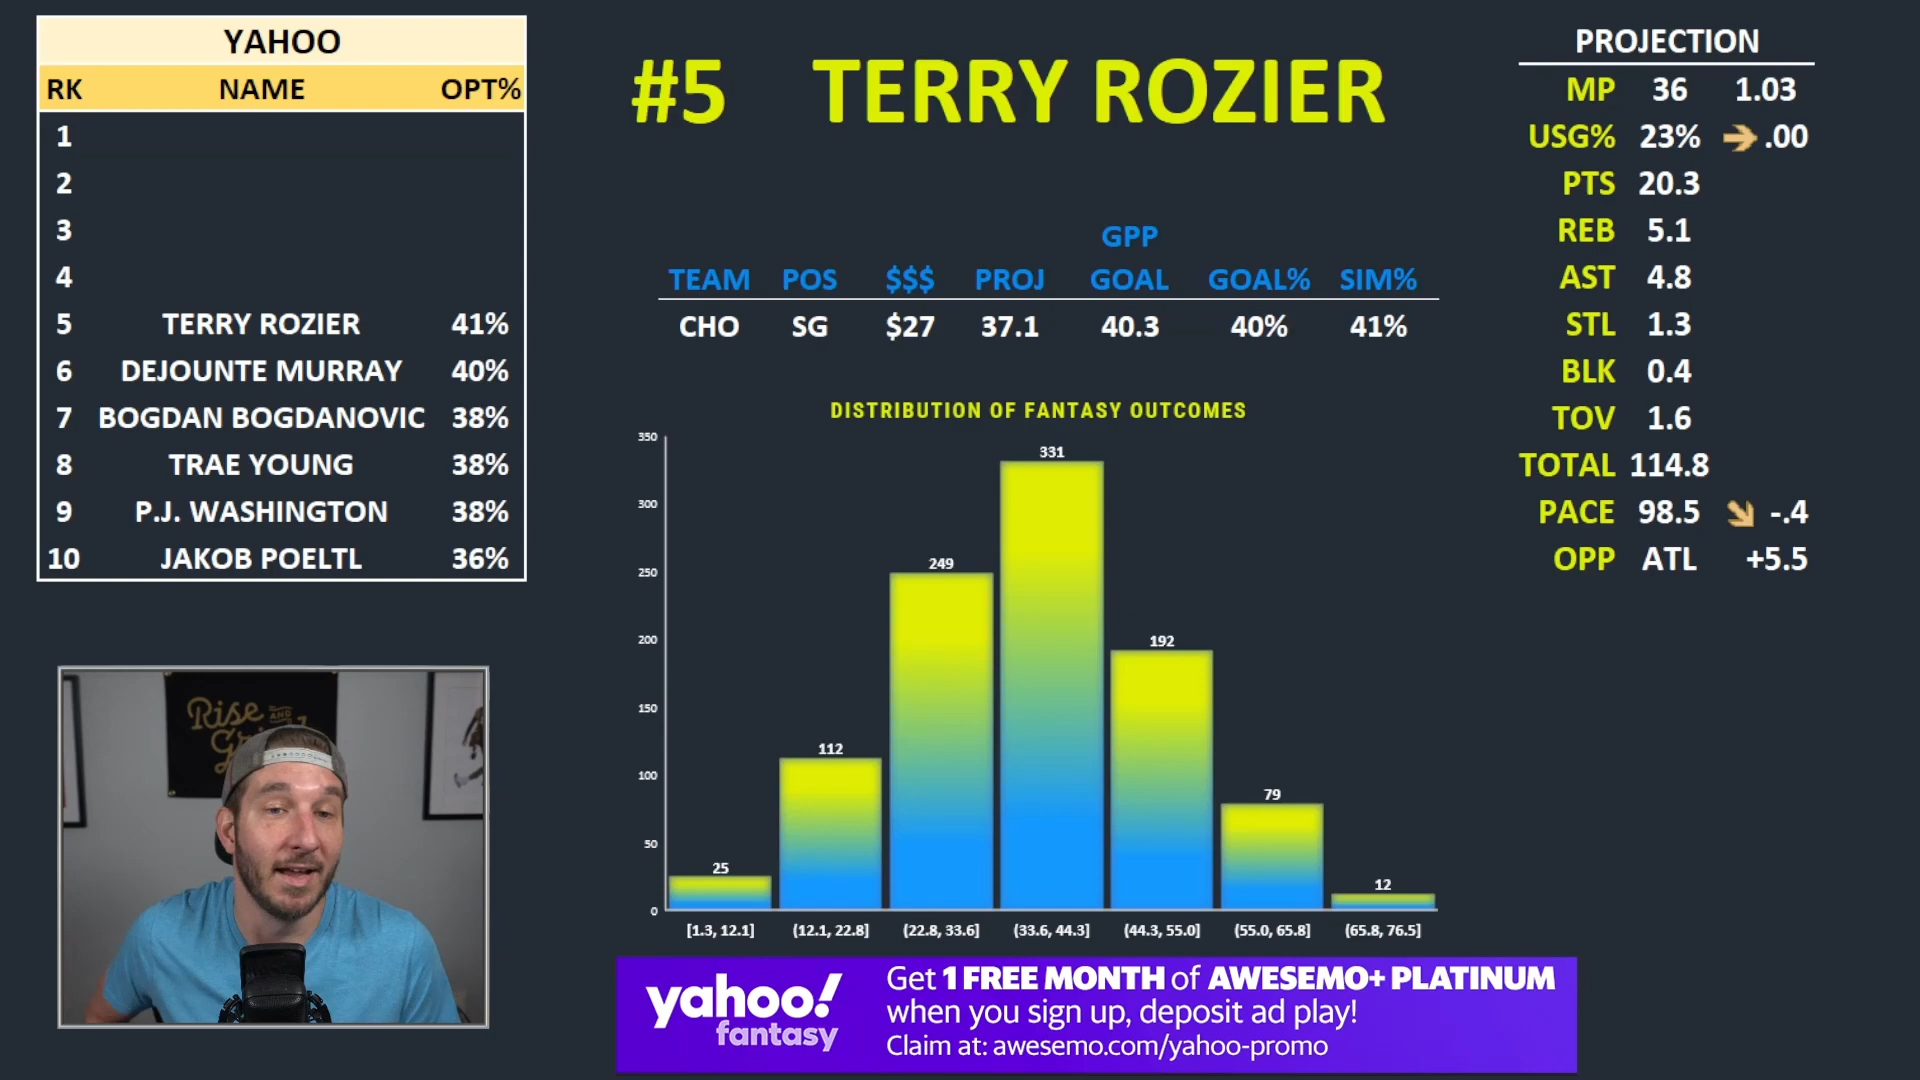 YAHOO
RK NAME OPT%
1
2
3
4
5 TERRY ROZIER 41%
6 DEJOUNTE MURRAY 40%
7 BOGDAN BOGDANOVIC 38%
8 TRAE YOUNG 38%
9 P.J. WASHINGTON 38%
10 JAKOB POELTL 36%
#5 TERRY ROZIER
GPP
TEAM POS $$$ PROJ GOAL GOAL% SIM%
CHO SG $27 37.1 40.3 40% 41%
PROJECTION
MP 36 1.03
USG% 23% .00
PTS 20.3
REB 5.1
AST 4.8
STL 1.3
BLK 0.4
TOV 1.6
TOTAL 114.8
PACE 98.5 -.4
OPP ATL +5.5
DISTRIBUTION OF FANTASY OUTCOMES
350
300
250
200
150
100
50
0
25
112
249
331
192
79
12
[1.3, 12.1] (12.1, 22.8] (22.8, 33.6] (33.6, 44.3] (44.3, 55.0] (55.0, 65.8] (65.8, 76.5]
Rise
AND
yahoo!
fantasy
Get 1 FREE MONTH of AWESEMO+ PLATINUM
when you sign up, deposit ad play!
Claim at: awesemo.com/yahoo-promo